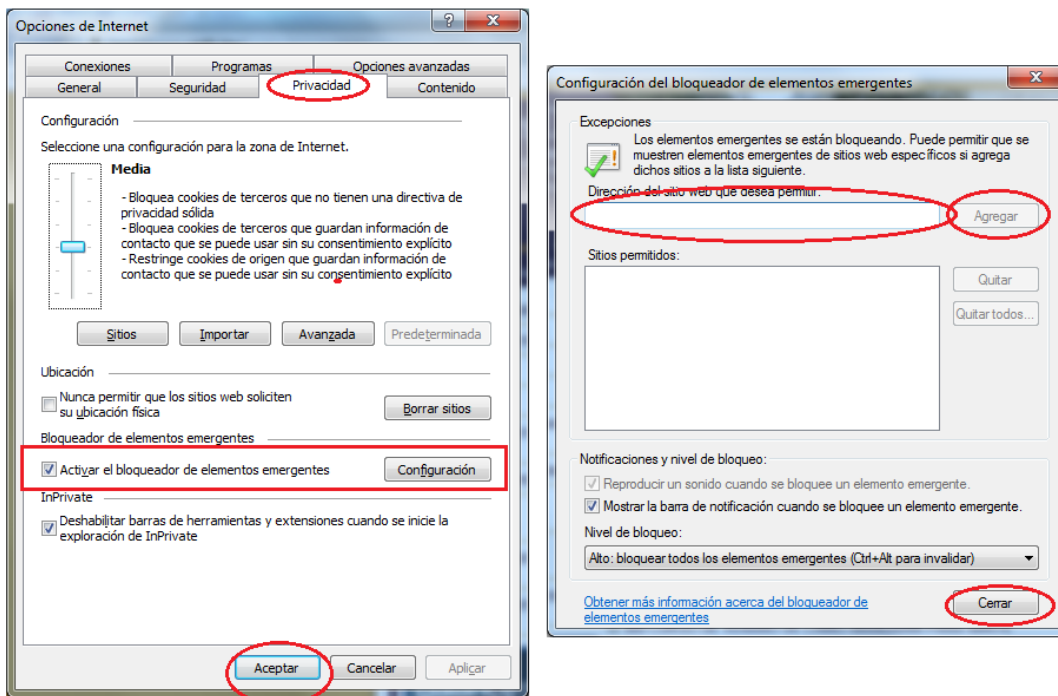 Opciones de Internet
Conexiones
Programas
Opciones avanzadas
General
Seguridad
Privacidad
Contenido
Configuración
Seleccione una configuración para la zona de Internet.
Media
- Bloquea cookies de terceros que no tienen una directiva de
privacidad sólida
- Bloquea cookies de terceros que guardan información de
contacto que se puede usar sin su consentimiento explícito
- Restringe cookies de origen que guardan información de
contacto que se puede usar sin su consentimiento explícito
Sitios
Importar
Avanzada
Predeterminada
Ubicación
Nunca permitir que los sitios web soliciten
su ubicación física
Borrar sitios
Bloqueador de elementos emergentes
Activar el bloqueador de elementos emergentes
Configuración
InPrivate
Deshabilitar barras de herramientas y extensiones cuando se inicie la
exploración de InPrivate
Aceptar
Cancelar
Aplicar
Configuración del bloqueador de elementos emergentes
Excepciones
Los elementos emergentes se están bloqueando. Puede permitir que se
muestren elementos emergentes de sitios web específicos si agrega
dichos sitios a la lista siguiente.
Dirección del sitio web que desea permitir:
Agregar
Sitios permitidos:
Quitar
Quitar todos...
Notificaciones y nivel de bloqueo:
Reproducir un sonido cuando se bloquee un elemento emergente.
Mostrar la barra de notificación cuando se bloquee un elemento emergente.
Nivel de bloqueo:
Alto: bloquear todos los elementos emergentes (Ctrl+Alt para invalidar)
Obtener más información acerca del bloqueador de
elementos emergentes
Cerrar